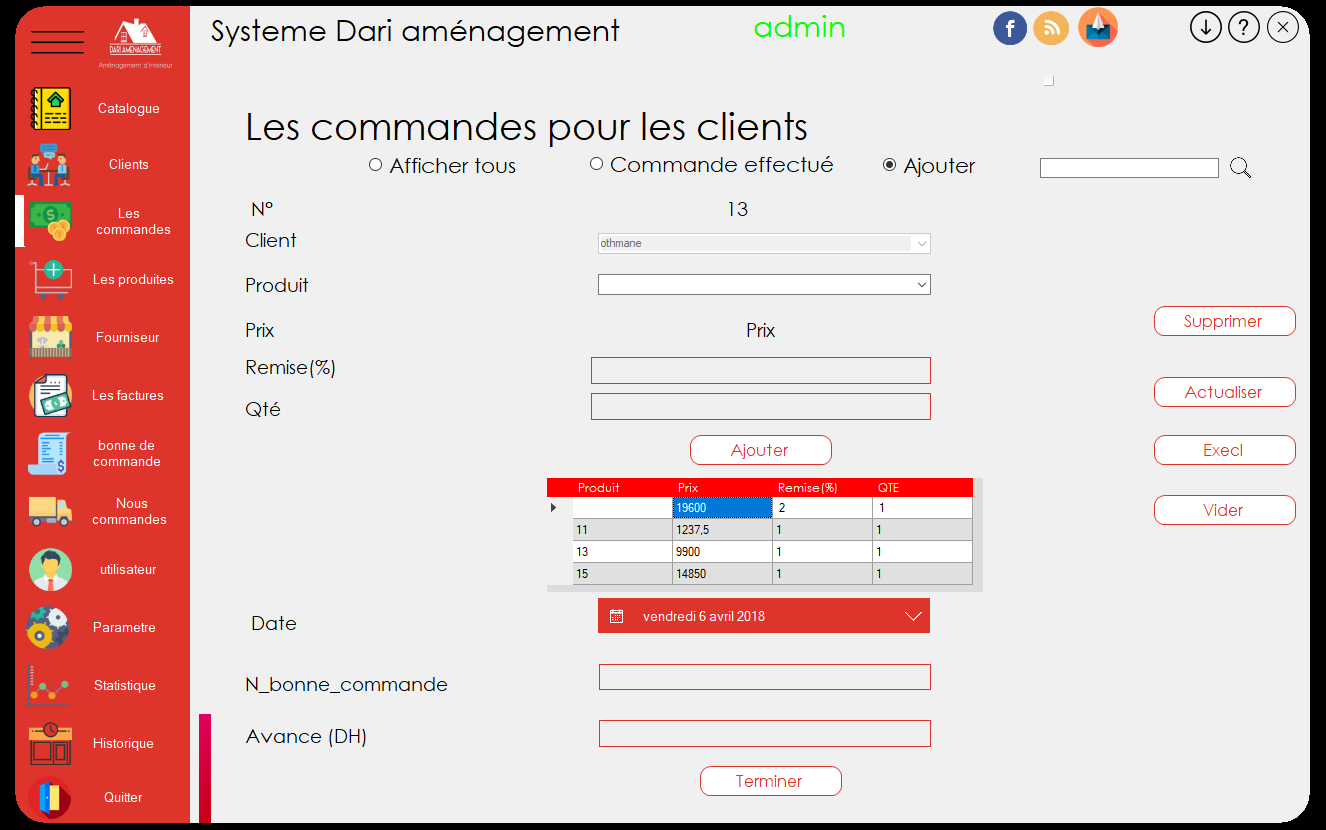 Systeme Dari aménagement
admin
DARI AMENAGEMENT
Aménagement d'interieur
Catalogue
Clients
Les
commandes
Les produites
Fourniseur
Les factures
bonne de
commande
Nous
commandes
utilisateur
Parametre
Statistique
Historique
Quitter
Les commandes pour les clients
Afficher tous
Commande effectué
Ajouter
N° 13
Client othmane
Produit
Prix Prix
Remise(%)
Qté
Ajouter
Supprimer
Actualiser
Execl
Vider
Produit Prix Remise(%) QTE
19600 2 1
11 1237,5 1 1
13 9900 1 1
15 14850 1 1
Date vendredi 6 avril 2018
N_bonne_commande
Avance (DH)
Terminer